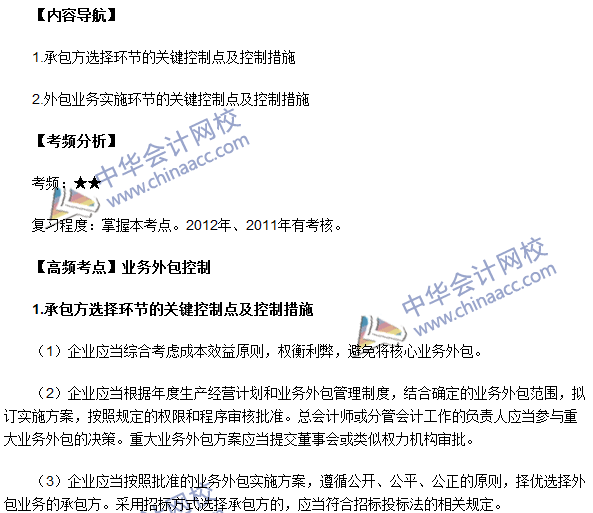 【内容导航】
1.承包方选择环节的关键控制点及控制措施
2.外包业务实施环节的关键控制点及控制措施
【考频分析】
考频：★★
复习程度：掌握本考点。2012年、2011年有考核。
【高频考点】业务外包控制
1.承包方选择环节的关键控制点及控制措施
（1）企业应当综合考虑成本效益原则，权衡利弊，避免将核心业务外包。
（2）企业应当根据年度生产经营计划和业务外包管理制度，结合确定的业务外包范围，拟
订实施方案，按照规定的权限和程序审核批准。总会计师或分管会计工作的负责人应当参与重
大业务外包的决策。重大业务外包方案应当提交董事会或类似权力机构审批。
（3）企业应当按照批准的业务外包实施方案，遵循公开、公平、公正的原则，择优选择外
包业务的承包方。采用招标方式选择承包方的，应当符合招标投标法的相关规定。
中华会计网校
www.chinaacc.com
中华会计网校
www.chinaacc.com
网校